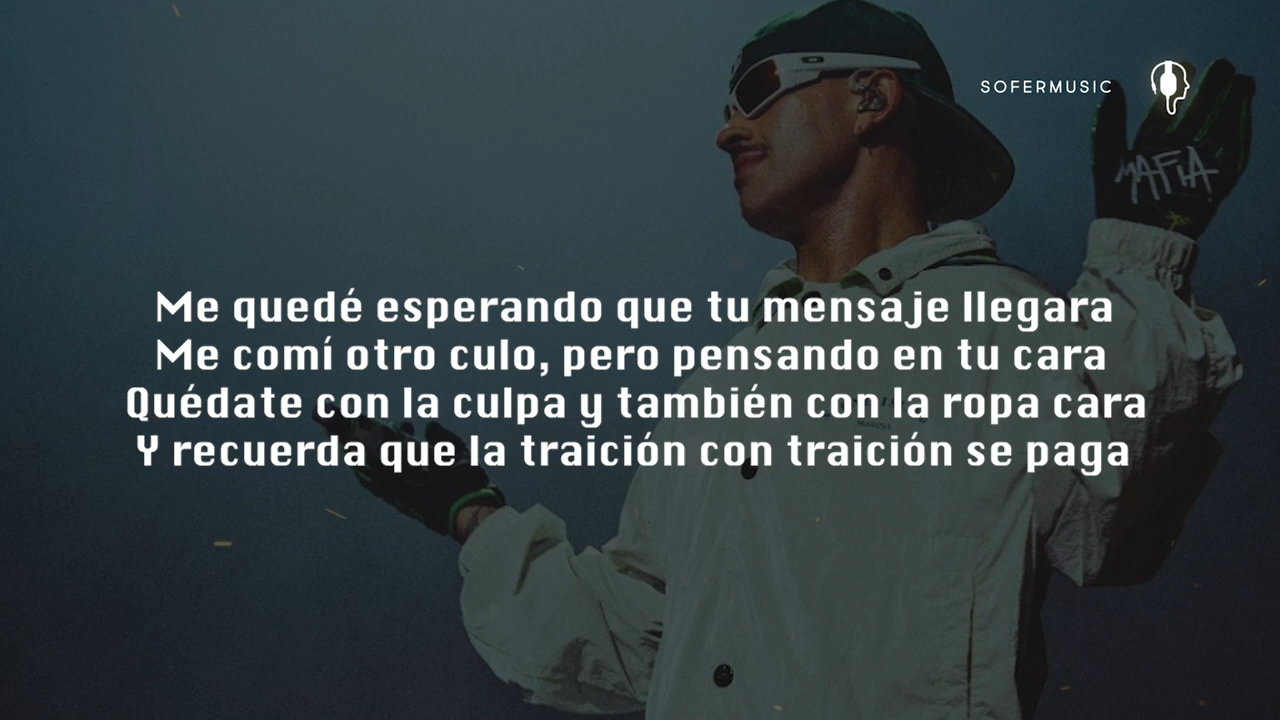 SOFERMUSIC
MAFIA
Me quedé esperando que tu mensaje llegara
Me comí otro culo, pero pensando en tu cara
Quédate con la culpa y también con la ropa cara
Y recuerda que la traición con traición se paga